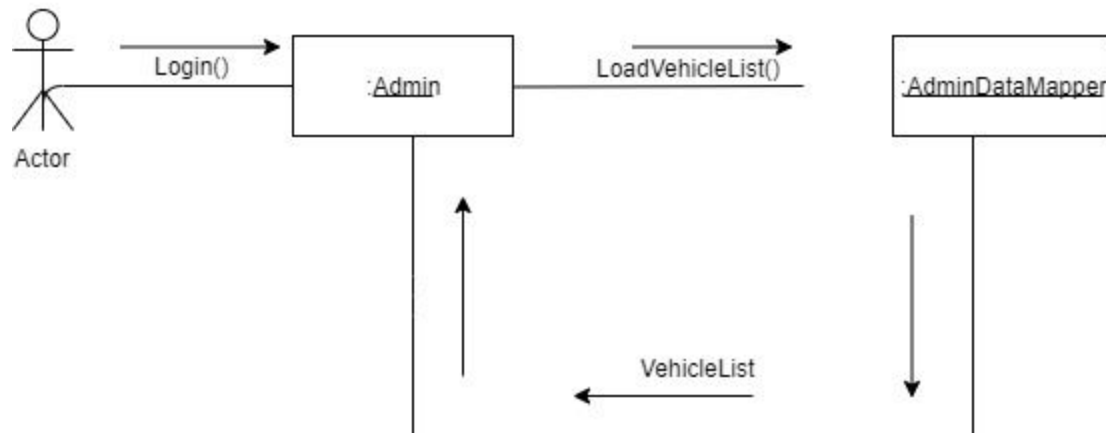 Login()
:Admin
LoadVehicleList()
:AdminDataMapper
Actor
VehicleList